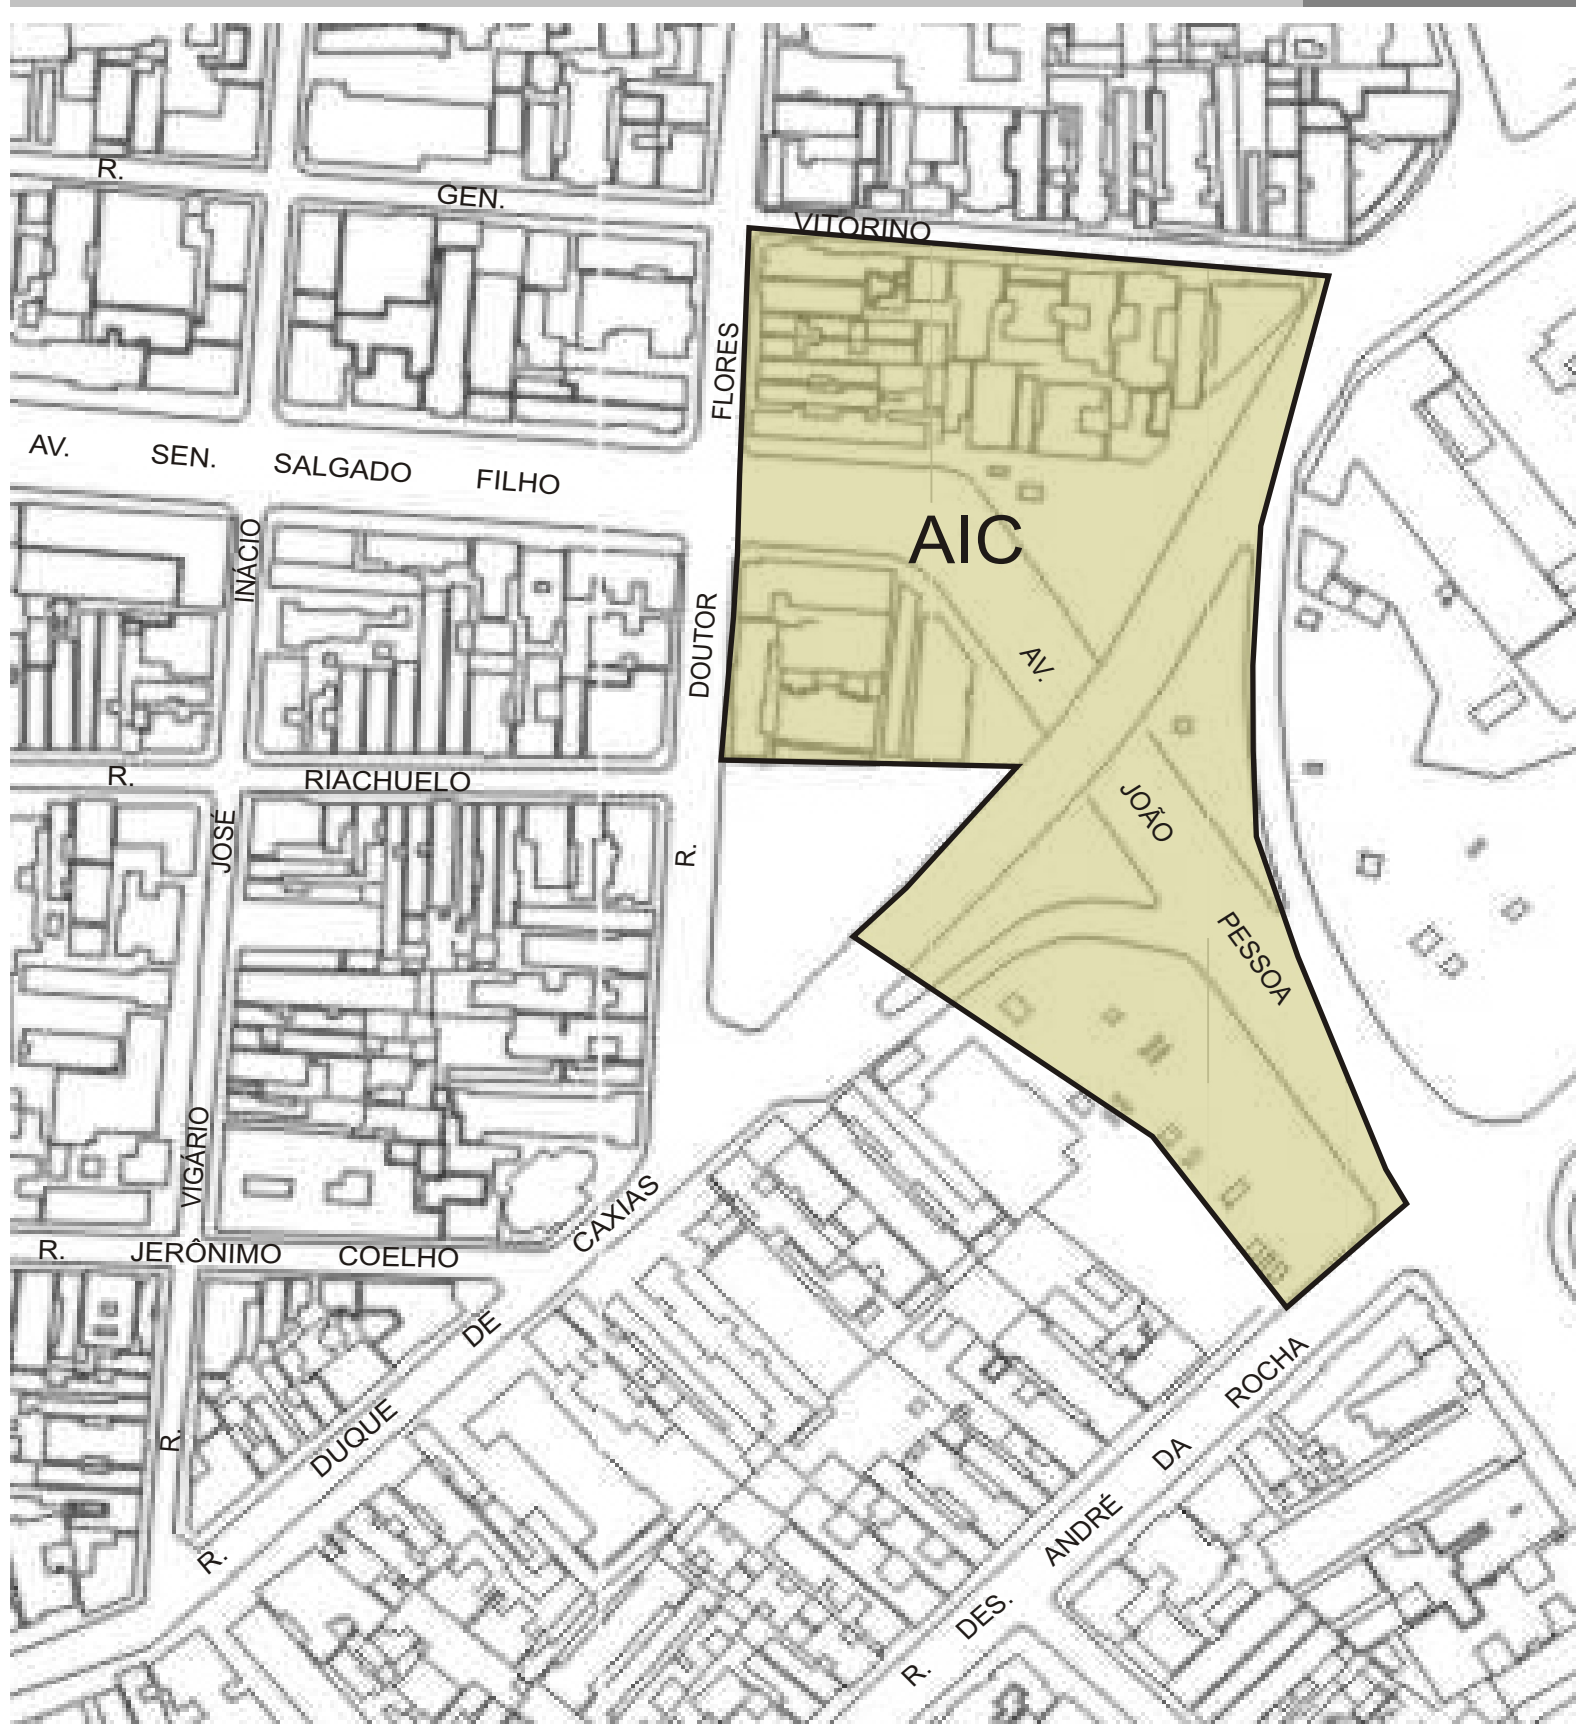 R. GEN. VITORINO
FLORES
AV. SEN. SALGADO FILHO
AIC
INÁCIO
DOUTOR
AV.
R. RIACHUELO
JOÃO
JOSÉ
R.
PESSOA
VIGÁRIO
CAXIAS
R. JERÔNIMO COELHO
DE
ROCHA
DUQUE
R.
DA
R.
ANDRÉ
DES.
R.